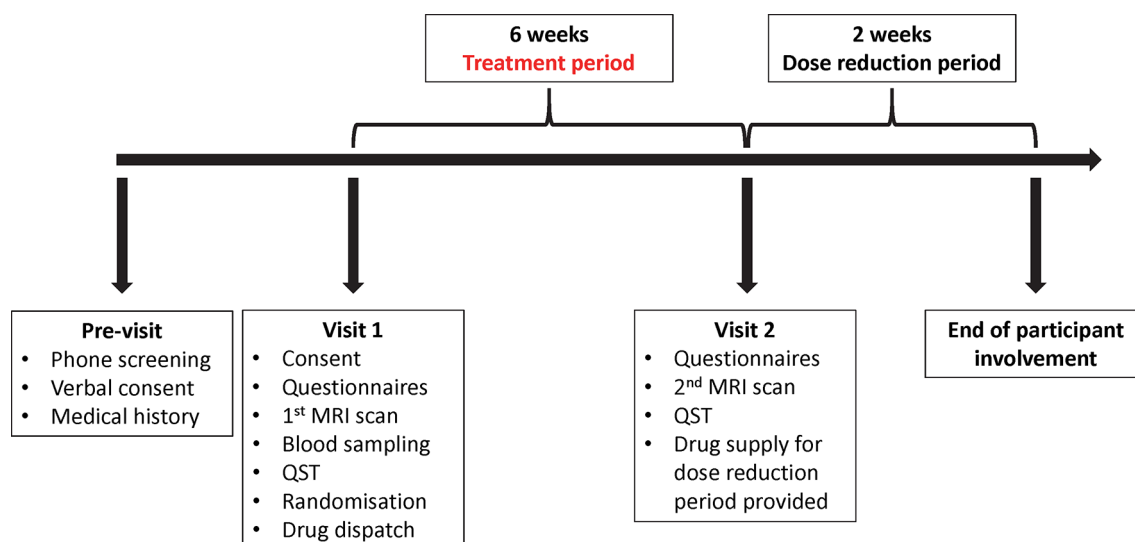 6 weeks
Treatment period
2 weeks
Dose reduction period
Pre-visit
• Phone screening
• Verbal consent
• Medical history
Visit 1
• Consent
• Questionnaires
• 1st MRI scan
• Blood sampling
• QST
• Randomisation
• Drug dispatch
Visit 2
• Questionnaires
• 2nd MRI scan
• QST
• Drug supply for
dose reduction
period provided
End of participant
involvement